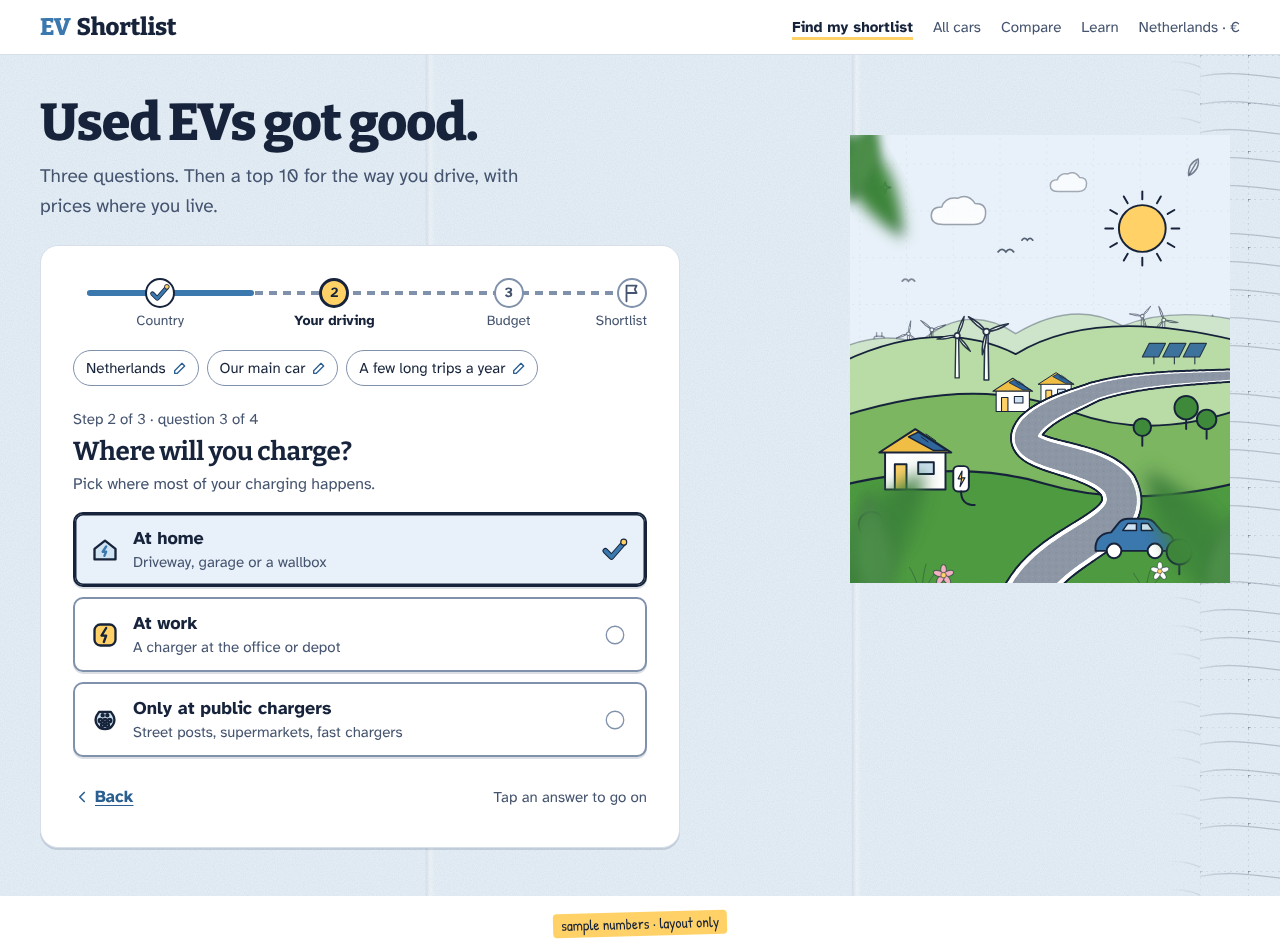 EV Shortlist
Find my shortlist All cars Compare Learn Netherlands · €
Used EVs got good.
Three questions. Then a top 10 for the way you drive, with
prices where you live.
2 3
Country Your driving Budget Shortlist
Netherlands Our main car A few long trips a year
Step 2 of 3 · question 3 of 4
Where will you charge?
Pick where most of your charging happens.
At home
Driveway, garage or a wallbox
At work
A charger at the office or depot
Only at public chargers
Street posts, supermarkets, fast chargers
Back Tap an answer to go on
sample numbers · layout only